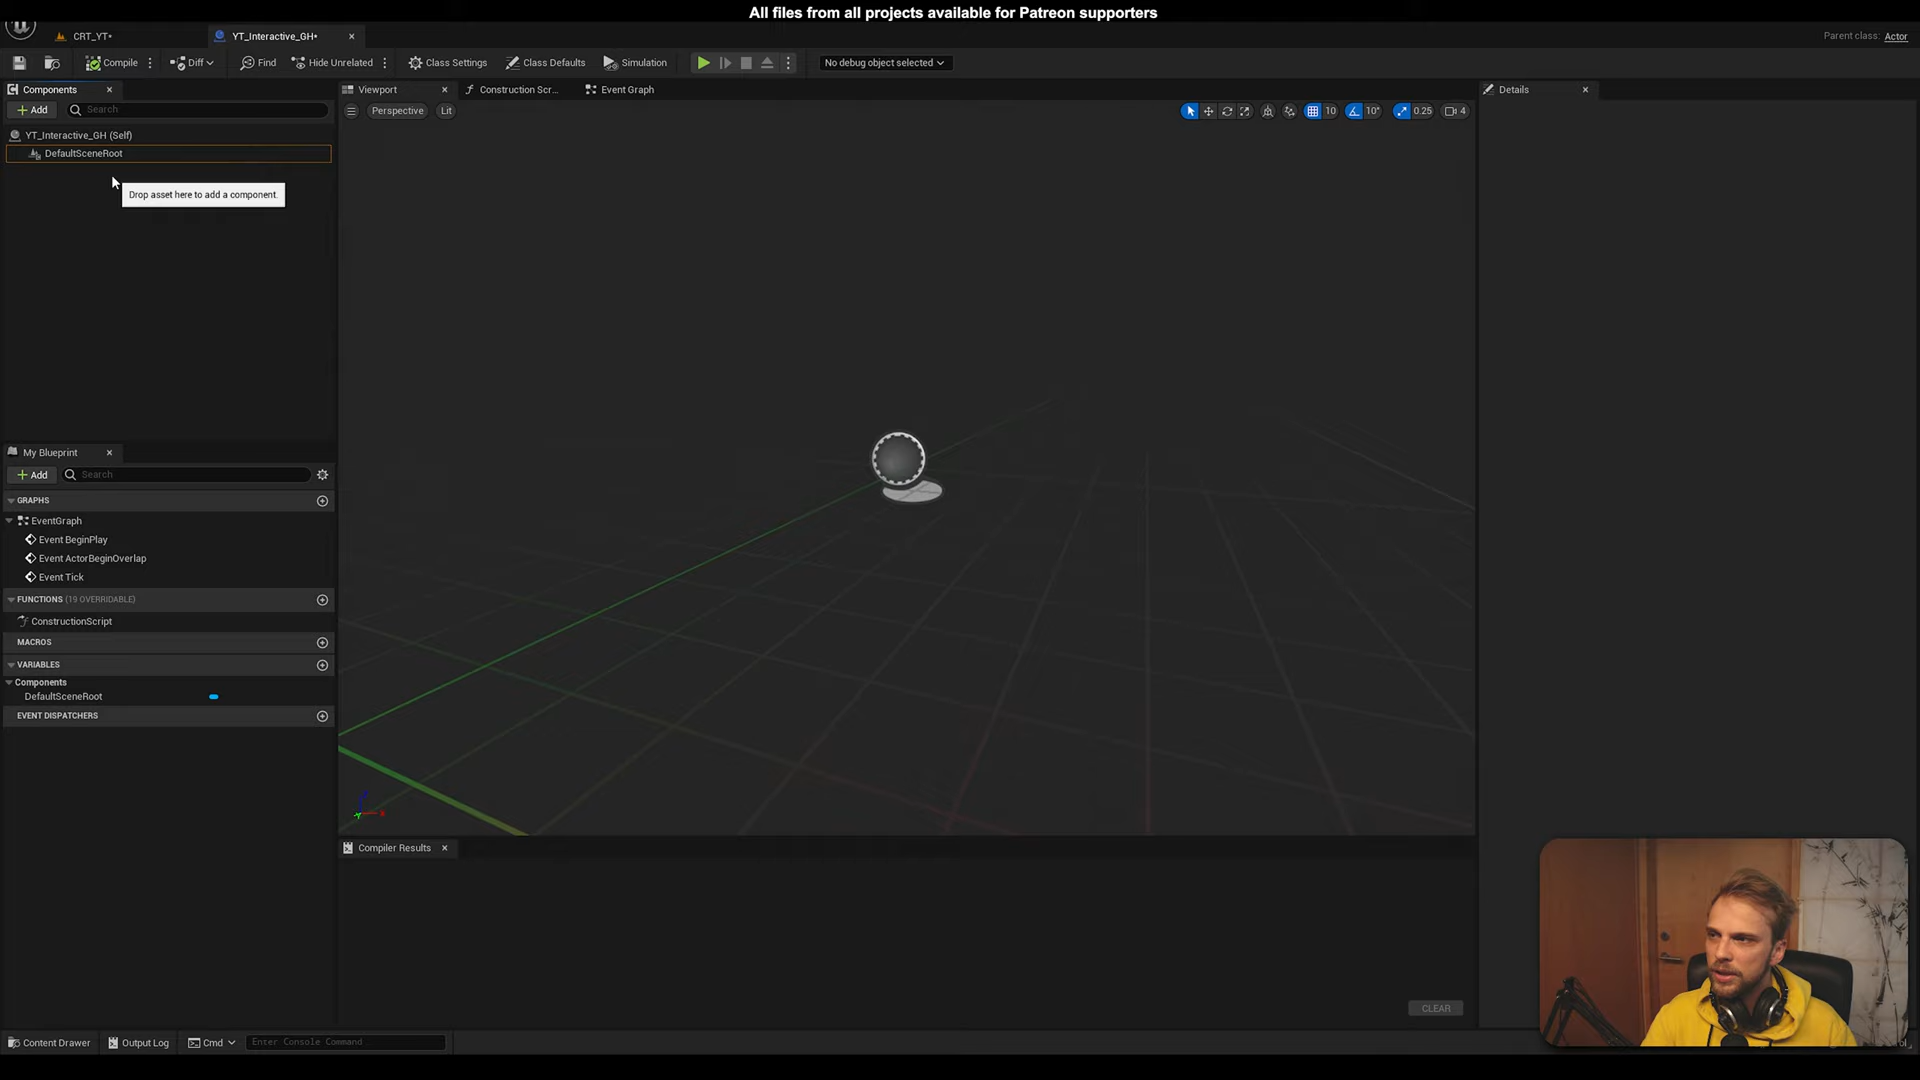 All files from all projects available for Patreon supporters
CRT_YT*
YT_Interactive_GH*
Parent class: Actor
Compile
Diff
Find
Hide Unrelated
Class Settings
Class Defaults
Simulation
No debug object selected
Components
Viewport
Construction Scr...
Event Graph
Details
+ Add
Search
Perspective
Lit
10
10°
0.25
4
YT_Interactive_GH (Self)
DefaultSceneRoot
Drop asset here to add a component.
My Blueprint
+ Add
Search
GRAPHS
EventGraph
Event BeginPlay
Event ActorBeginOverlap
Event Tick
FUNCTIONS (19 OVERRIDABLE)
ConstructionScript
MACROS
VARIABLES
Components
DefaultSceneRoot
EVENT DISPATCHERS
Compiler Results
CLEAR
Content Drawer
Output Log
Cmd
Enter Console Command